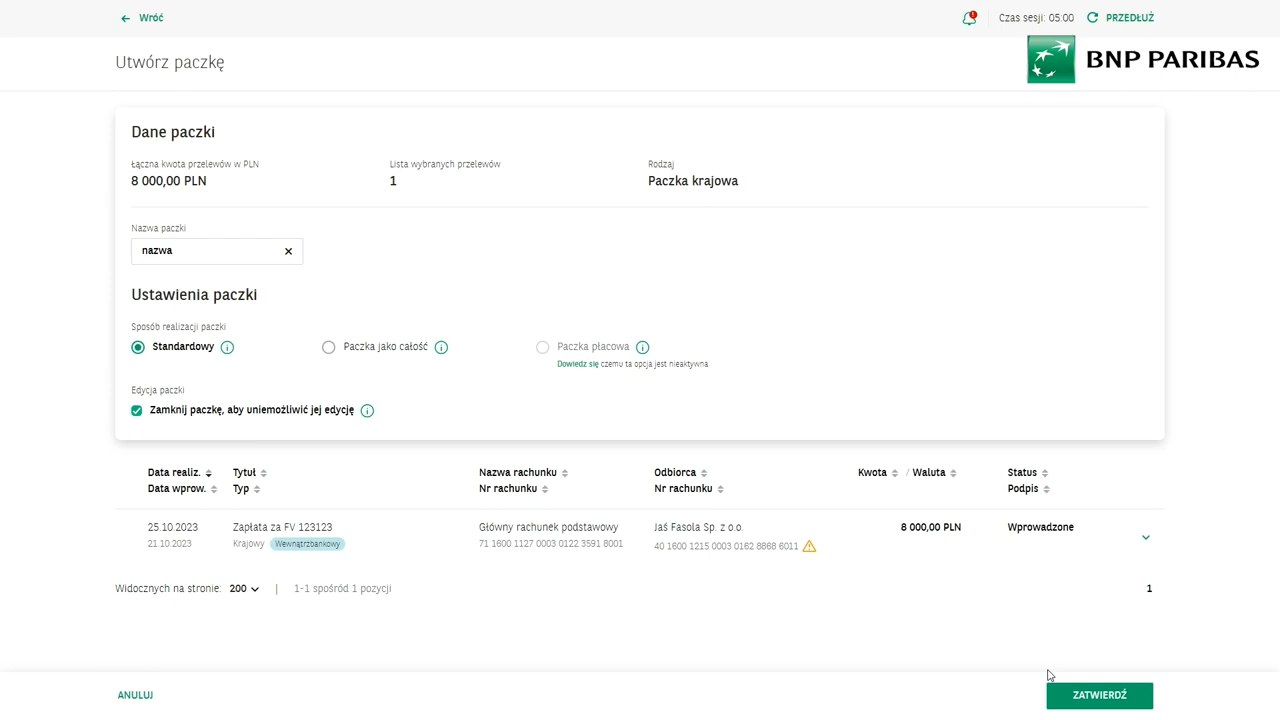 Wróć
Czas sesji: 05:00 PRZEDŁUŻ
Utwórz paczkę
BNP PARIBAS
Dane paczki
Łączna kwota przelewów w PLN Lista wybranych przelewów Rodzaj
8 000,00 PLN 1 Paczka krajowa
Nazwa paczki
nazwa
Ustawienia paczki
Sposób realizacji paczki
Standardowy Paczka jako całość Paczka płacowa
Dowiedz się czemu ta opcja jest nieaktywna
Edycja paczki
Zamknij paczkę, aby uniemożliwić jej edycję
Data realiz. Tytuł Nazwa rachunku Odbiorca Kwota / Waluta Status
Data wprow. Typ Nr rachunku Nr rachunku Podpis
25.10.2023 Zapłata za FV 123123 Główny rachunek podstawowy Jaś Fasola Sp. z o.o. 8 000,00 PLN Wprowadzone
21.10.2023 Krajowy Wewnątrzbankowy 71 1600 1127 0003 0122 3591 8001 40 1600 1215 0003 0162 8868 6011
Widocznych na stronie: 200 | 1-1 spośród 1 pozycji 1
ANULUJ ZATWIERDŹ